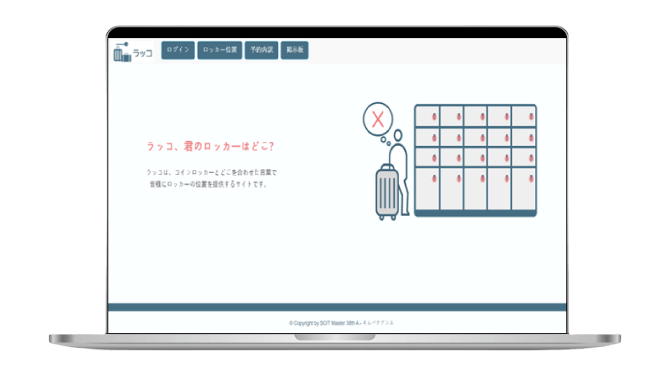 ラッコ
ログイン
ロッカー位置
予約内訳
掲示板
ラッコ、君のロッカーはどこ?
ラッコは、コインロッカーとどこを合わせた言葉で
皆様にロッカーの位置を提供するサイトです。
X
© Copyright by SCIT Master 38th A